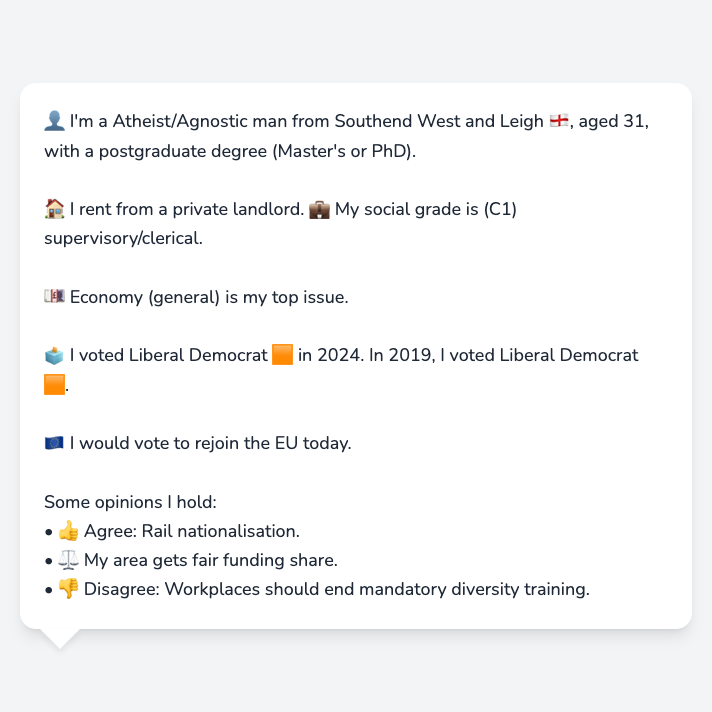 👤 I'm a Atheist/Agnostic man from Southend West and Leigh 🏴󠁧󠁢󠁥󠁮󠁧󠁿, aged 31,
with a postgraduate degree (Master's or PhD).
🏠 I rent from a private landlord. 💼 My social grade is (C1)
supervisory/clerical.
💷 Economy (general) is my top issue.
🗳️ I voted Liberal Democrat 🟧 in 2024. In 2019, I voted Liberal Democrat
🟧.
🇪🇺 I would vote to rejoin the EU today.
Some opinions I hold:
• 👍 Agree: Rail nationalisation.
• ⚖️ My area gets fair funding share.
• 👎 Disagree: Workplaces should end mandatory diversity training.